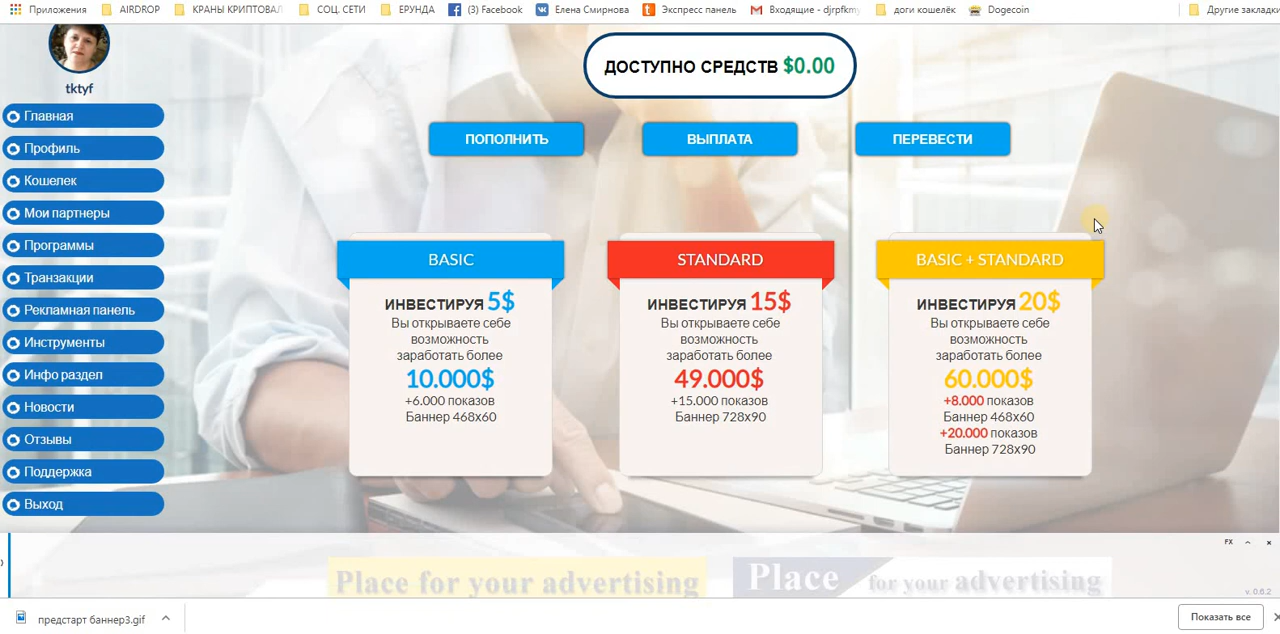 Приложения AIRDROP КРАНЫ КРИПТОВАЛ СОЦ. СЕТИ ЕРУНДА (3) Facebook Елена Смирнова Экспресс панель Входящие - djrpfkmy доги кошелёк Dogecoin Другие закладки
ДОСТУПНО СРЕДСТВ $0.00
tktyf
Главная
Профиль
Кошелек
Мои партнеры
Программы
Транзакции
Рекламная панель
Инструменты
Инфо раздел
Новости
Отзывы
Поддержка
Выход
ПОПОЛНИТЬ ВЫПЛАТА ПЕРЕВЕСТИ
BASIC
ИНВЕСТИРУЯ 5$
Вы открываете себе
возможность
заработать более
10.000$
+6.000 показов
Баннер 468x60
STANDARD
ИНВЕСТИРУЯ 15$
Вы открываете себе
возможность
заработать более
49.000$
+15.000 показов
Баннер 728x90
BASIC + STANDARD
ИНВЕСТИРУЯ 20$
Вы открываете себе
возможность
заработать более
60.000$
+8.000 показов
Баннер 468x60
+20.000 показов
Баннер 728x90
FX
Place for your advertising
Place for your advertising
v. 0.6.2
предстарт баннер3.gif
Показать все